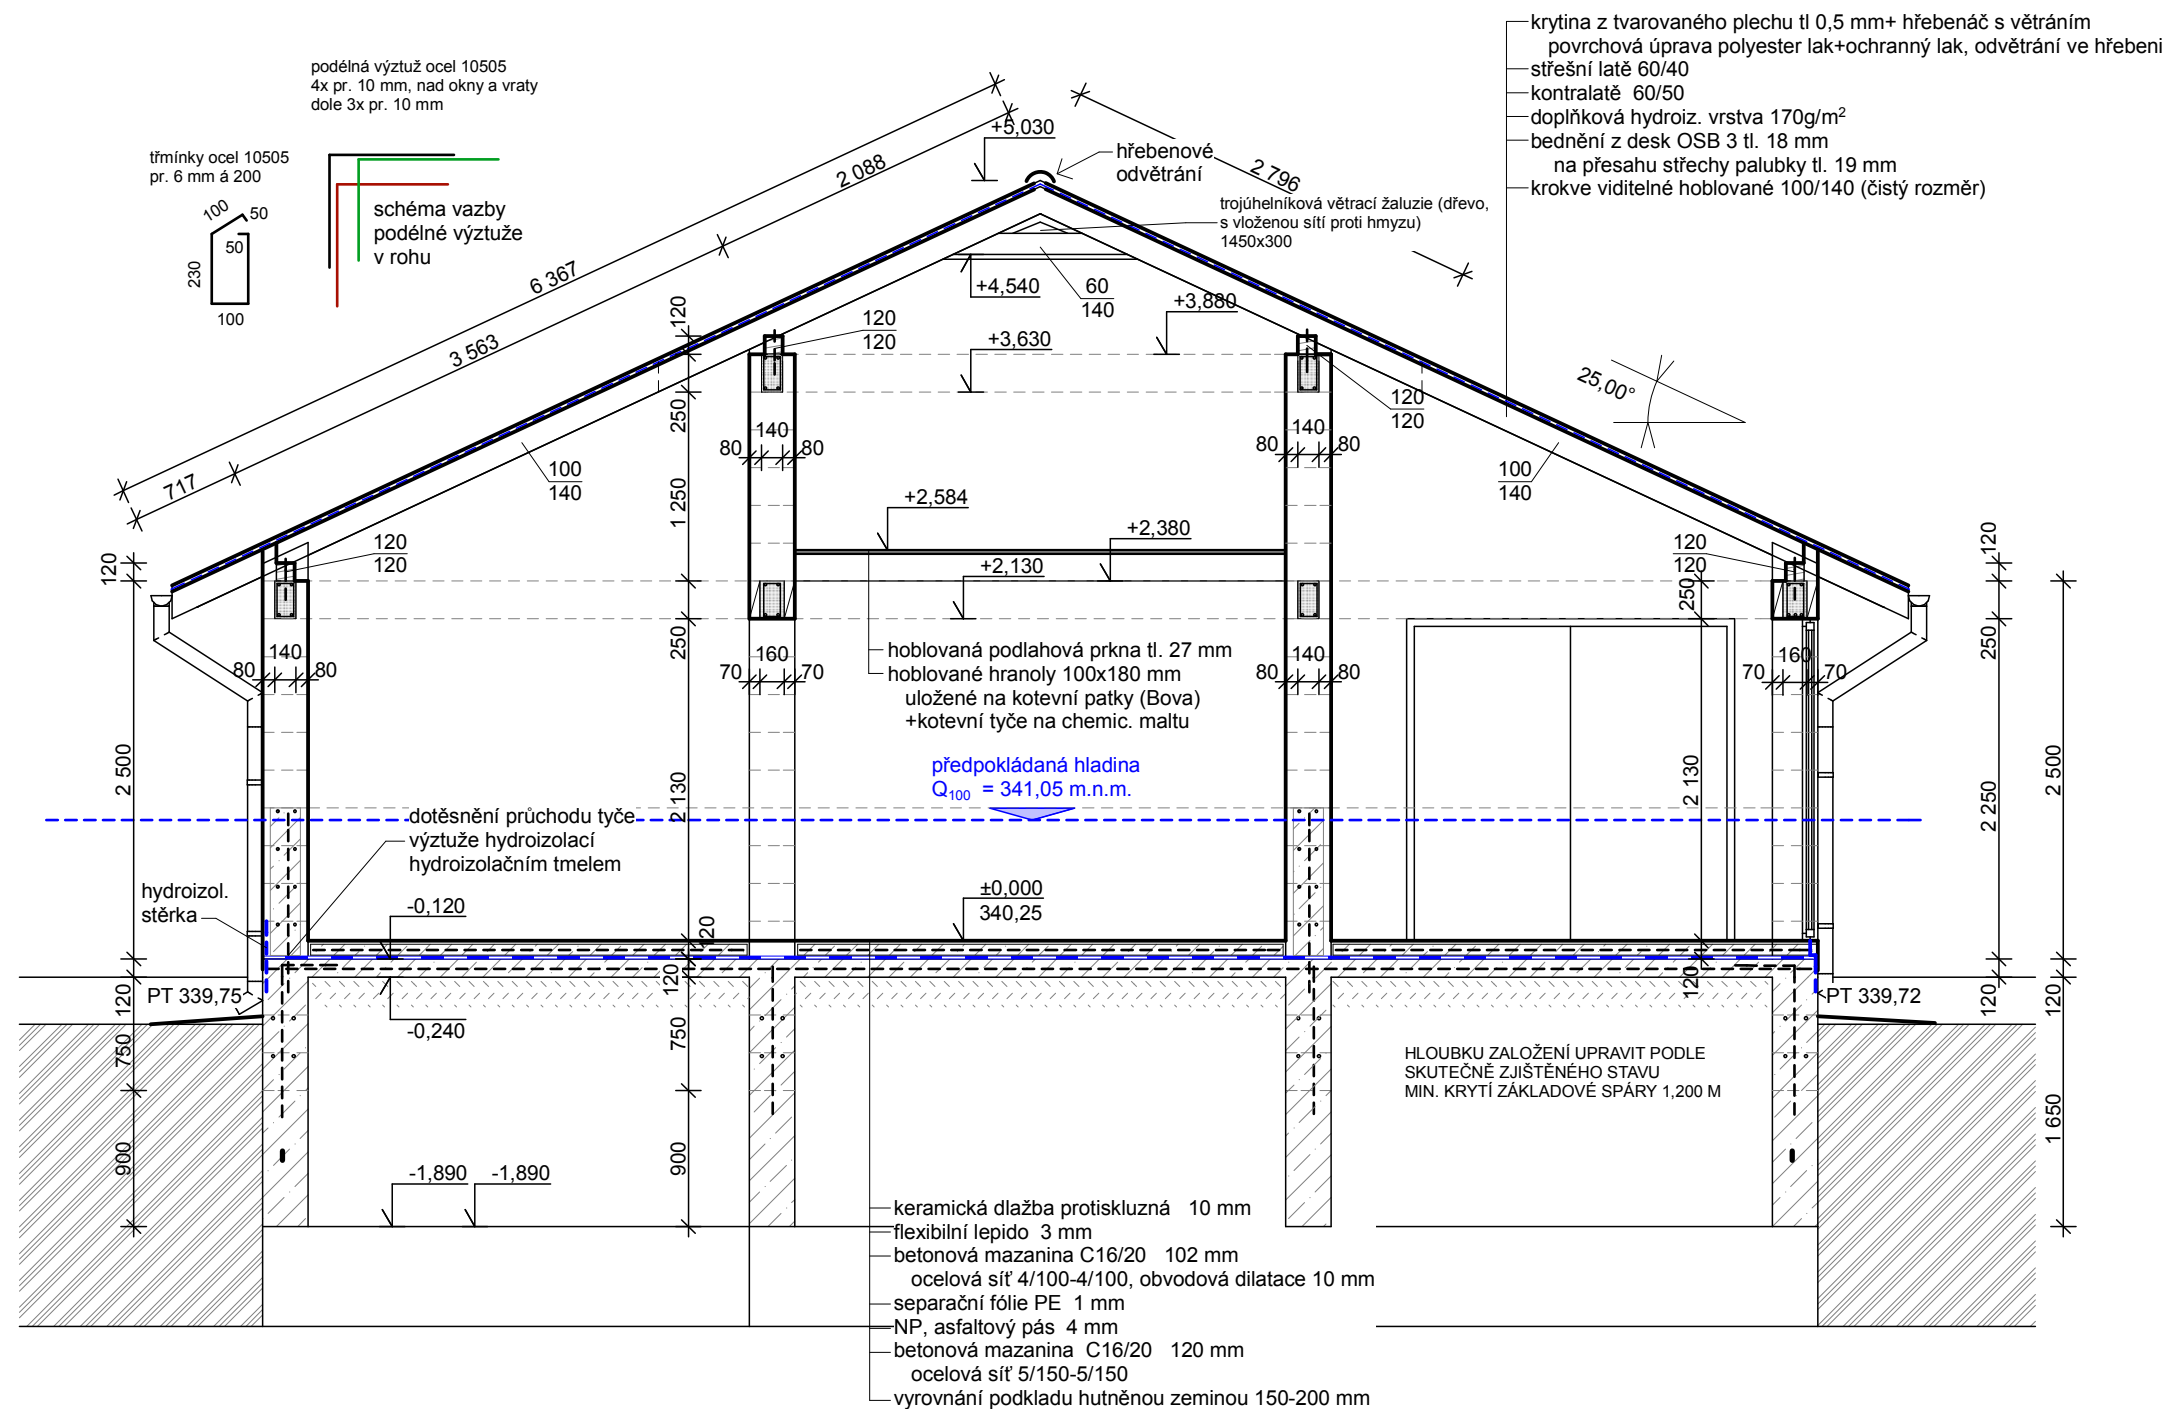 krytina z tvarovaného plechu tl 0,5 mm+ hřebenáč s větráním
povrchová úprava polyester lak+ochranný lak, odvětrání ve hřebeni
střešní latě 60/40
kontralatě 60/50
doplňková hydroiz. vrstva 170g/m²
bednění z desk OSB 3 tl. 18 mm
na přesahu střechy palubky tl. 19 mm
krokve viditelné hoblované 100/140 (čistý rozměr)
podélná výztuž ocel 10505
4x pr. 10 mm, nad okny a vraty
dole 3x pr. 10 mm
třmínky ocel 10505
pr. 6 mm á 200
100
50
50
230
100
schéma vazby
podélné výztuže
v rohu
+5,030
hřebenové
odvětrání
2 796
2 088
6 367
3 563
717
trojúhelníková větrací žaluzie (dřevo,
s vloženou sítí proti hmyzu)
1450x300
+4,540
60
140
+3,880
+3,630
120
120
120
120
120
25,00°
100
140
100
140
250
1 250
250
2 130
80
140
80
80
140
80
+2,584
+2,380
+2,130
120
120
120
120
120
120
250
250
2 500
2 250
2 500
2 130
80
140
80
70
160
70
80
140
80
70
160
70
hoblovaná podlahová prkna tl. 27 mm
hoblované hranoly 100x180 mm
uložené na kotevní patky (Bova)
+kotevní tyče na chemic. maltu
předpokládaná hladina
Q₁₀₀ = 341,05 m.n.m.
dotěsnění průchodu tyče
výztuže hydroizolací
hydroizolačním tmelem
hydroizol.
stěrka
-0,120
±0,000
340,25
120
120
120
120
120
120
PT 339,75
PT 339,72
-0,240
750
900
750
900
1 650
HLOUBKU ZALOŽENÍ UPRAVIT PODLE
SKUTEČNĚ ZJIŠTĚNÉHO STAVU
MIN. KRYTÍ ZÁKLADOVÉ SPÁRY 1,200 M
-1,890
-1,890
keramická dlažba protiskluzná 10 mm
flexibilní lepido 3 mm
betonová mazanina C16/20 102 mm
ocelová síť 4/100-4/100, obvodová dilatace 10 mm
separační fólie PE 1 mm
NP, asfaltový pás 4 mm
betonová mazanina C16/20 120 mm
ocelová síť 5/150-5/150
vyrovnání podkladu hutněnou zeminou 150-200 mm